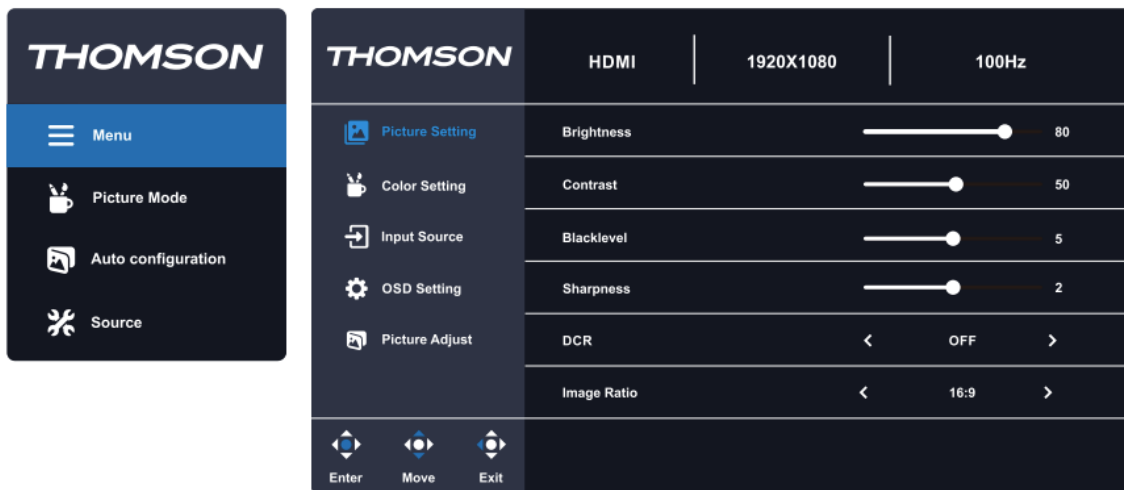 THOMSON
Menu
Picture Mode
Auto configuration
Source
THOMSON
HDMI 1920X1080 100Hz
Picture Setting
Color Setting
Input Source
OSD Setting
Picture Adjust
Brightness 80
Contrast 50
Blacklevel 5
Sharpness 2
DCR OFF
Image Ratio 16:9
Enter Move Exit